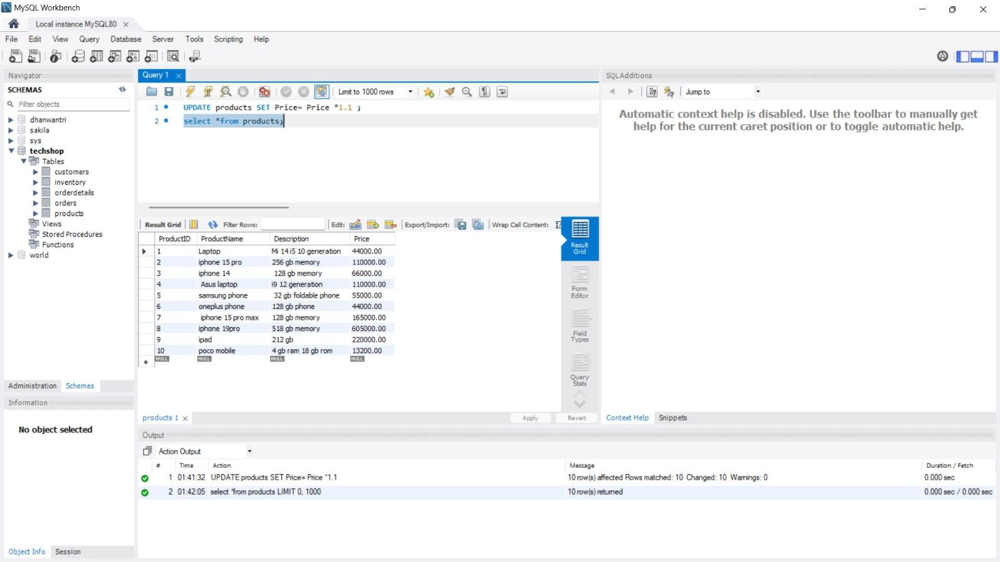 MySQL Workbench
Local instance MySQL80
File Edit View Query Database Server Tools Scripting Help
Navigator
SCHEMAS
Filter objects
dhanwantri
sakila
sys
techshop
Tables
customers
inventory
orderdetails
orders
products
Views
Stored Procedures
Functions
world
Administration Schemas
Information
No object selected
Object Info Session
Query 1
Limit to 1000 rows
1 UPDATE products SET Price= Price *1.1 ;
2 select *from products;
Result Grid Filter Rows: Edit: Export/Import: Wrap Cell Content:
ProductID ProductName Description Price
1 Laptop Mi 14 i5 10 generation 44000.00
2 iphone 15 pro 256 gb memory 110000.00
3 iphone 14 128 gb memory 66000.00
4 Asus laptop i9 12 generation 110000.00
5 samsung phone 32 gb foldable phone 55000.00
6 oneplus phone 128 gb phone 44000.00
7 iphone 15 pro max 128 gb memory 165000.00
8 iphone 19pro 518 gb memory 605000.00
9 ipad 212 gb 220000.00
10 poco mobile 4 gb ram 18 gb rom 13200.00
NULL NULL NULL NULL
Result
Grid
Form
Editor
Field
Types
Query
Stats
products 1
Apply Revert
SQLAdditions
Jump to
Automatic context help is disabled. Use the toolbar to manually get
help for the current caret position or to toggle automatic help.
Context Help Snippets
Output
Action Output
# Time Action Message Duration / Fetch
1 01:41:32 UPDATE products SET Price= Price *1.1 10 row(s) affected Rows matched: 10 Changed: 10 Warnings: 0 0.000 sec
2 01:42:05 select *from products LIMIT 0, 1000 10 row(s) returned 0.000 sec / 0.000 sec